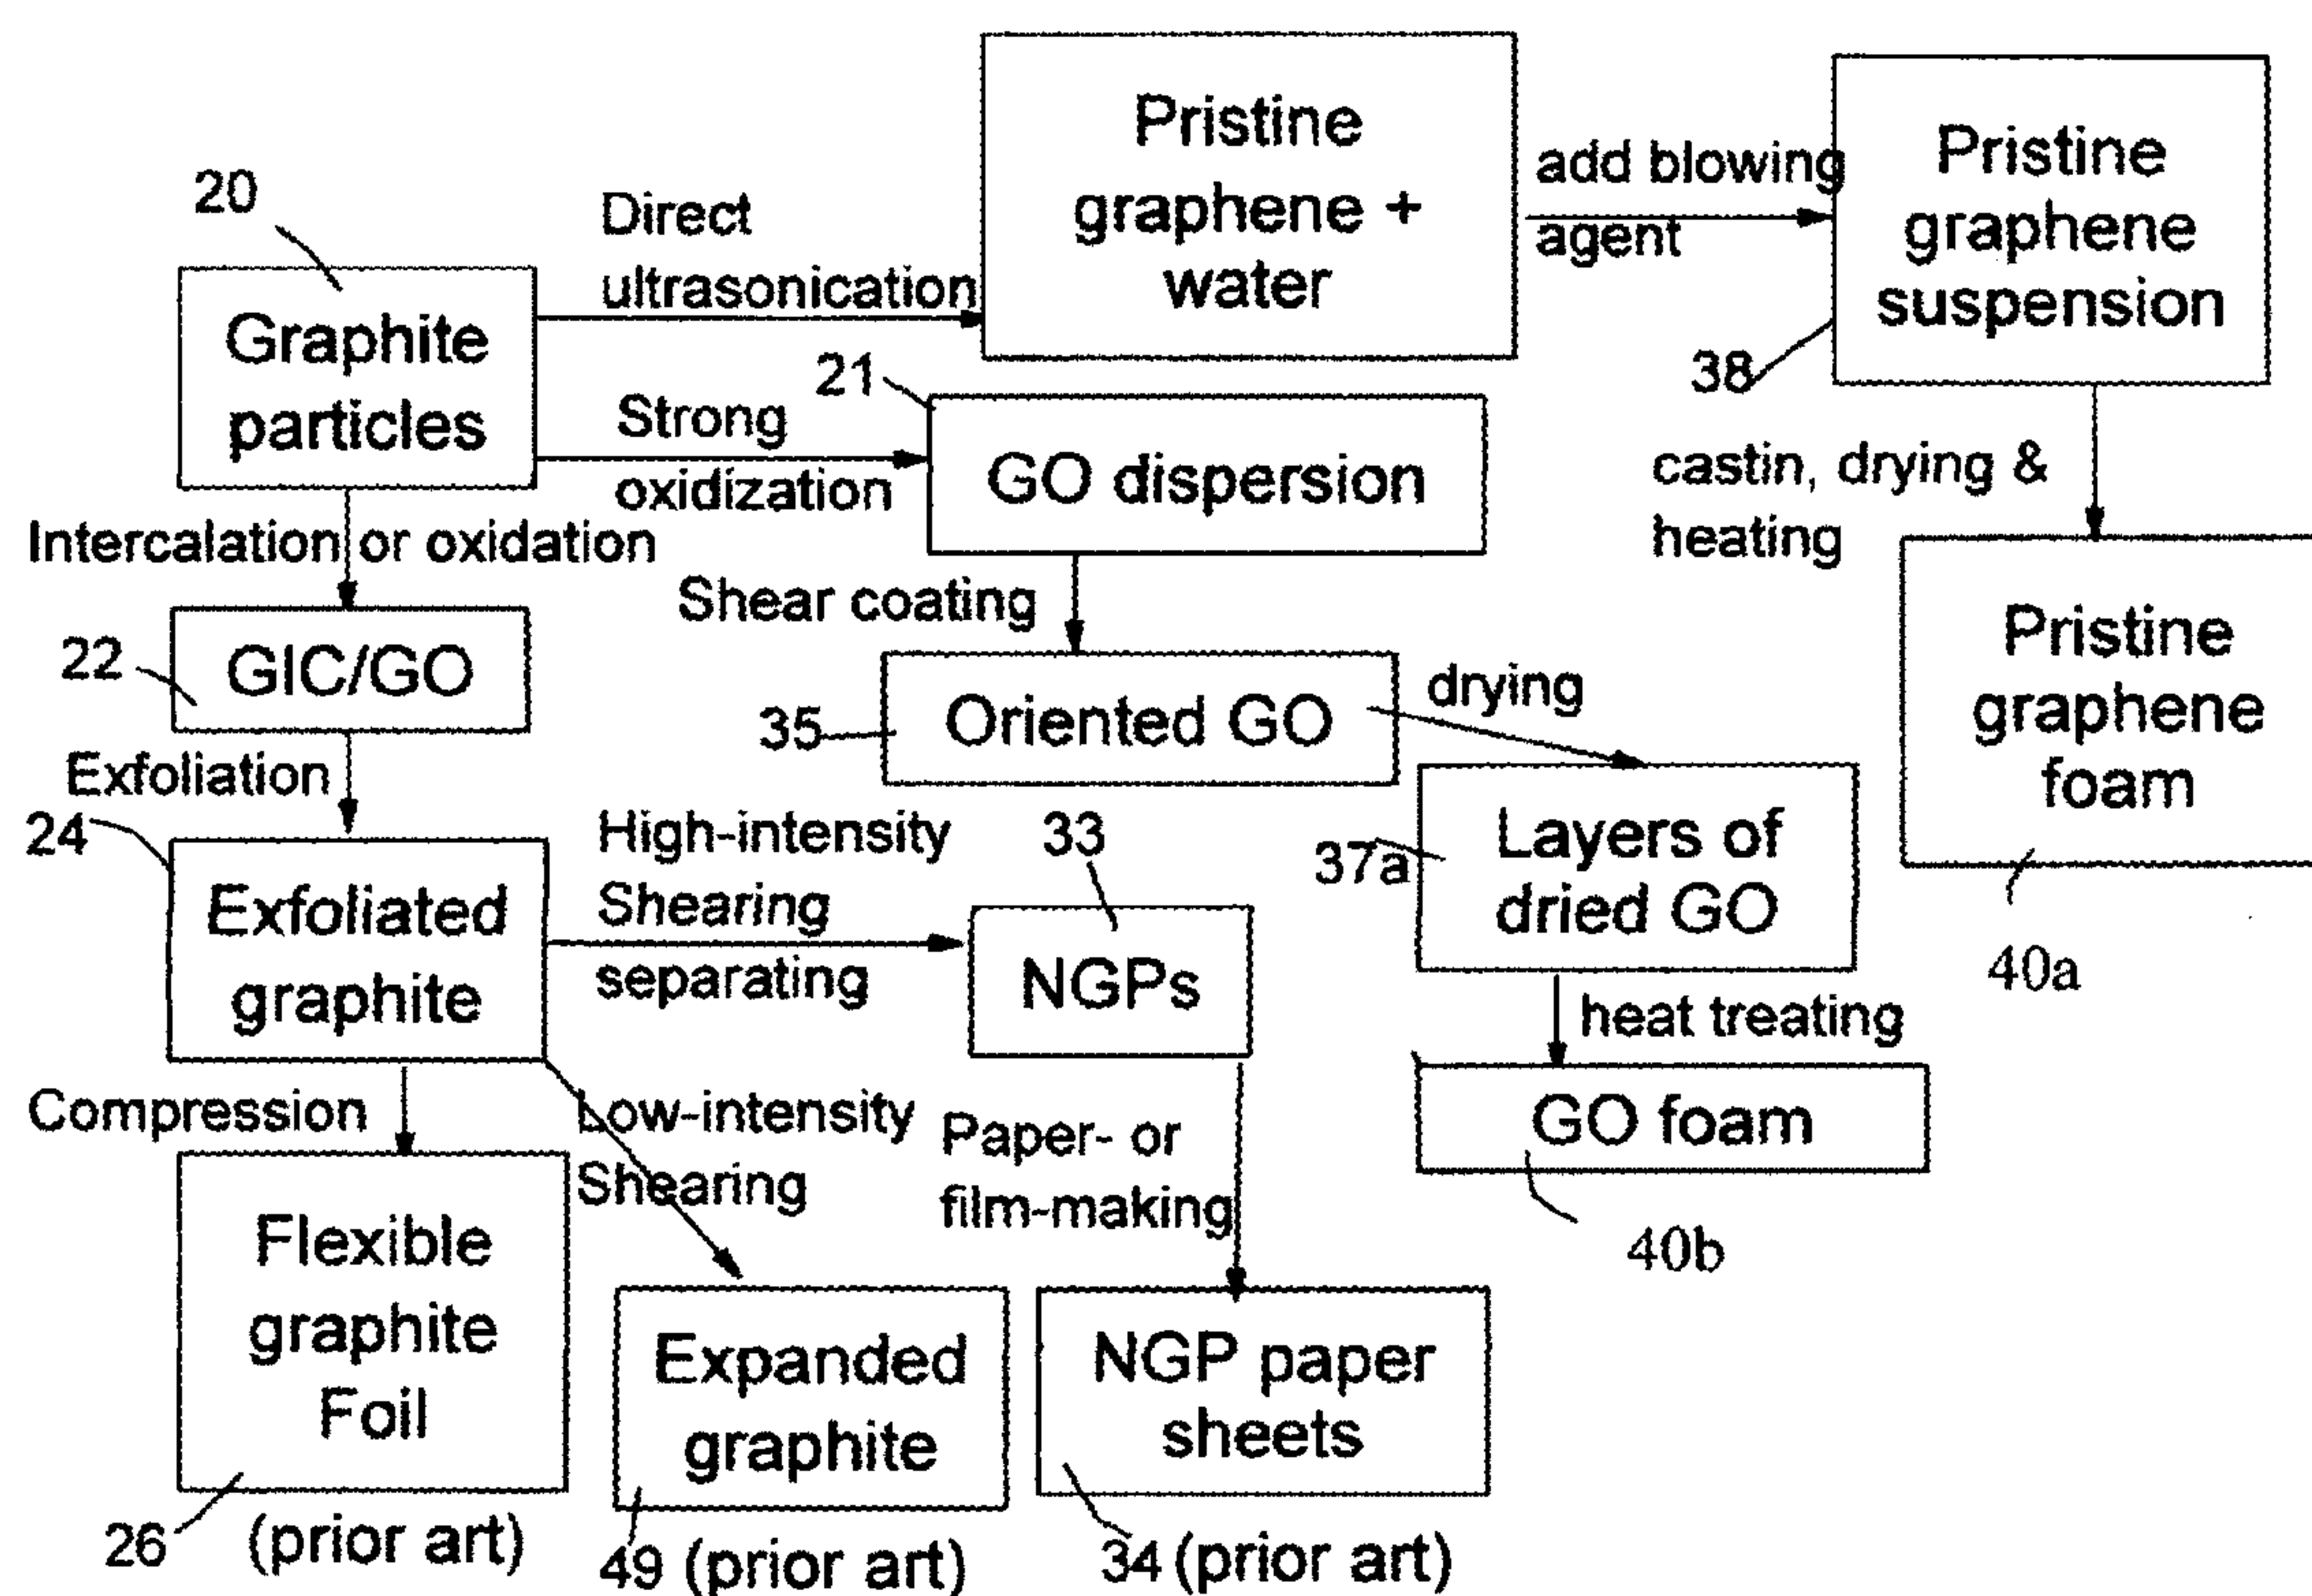 20
Graphite
particles
Direct
ultrasonication
Pristine
graphene +
water
add blowing
agent
Pristine
graphene
suspension
38
Strong
oxidization
21
GO dispersion
castin, drying &
heating
Pristine
graphene
foam
40a
Intercalation or oxidation
22
GIC/GO
Shear coating
35
Oriented GO
drying
37a
Layers of
dried GO
heat treating
GO foam
40b
Exfoliation
24
Exfoliated
graphite
High-intensity
Shearing
separating
33
NGPs
Compression
Low-intensity
Shearing
Paper- or
film-making
Flexible
graphite
Foil
26
(prior art)
Expanded
graphite
49 (prior art)
NGP paper
sheets
34 (prior art)